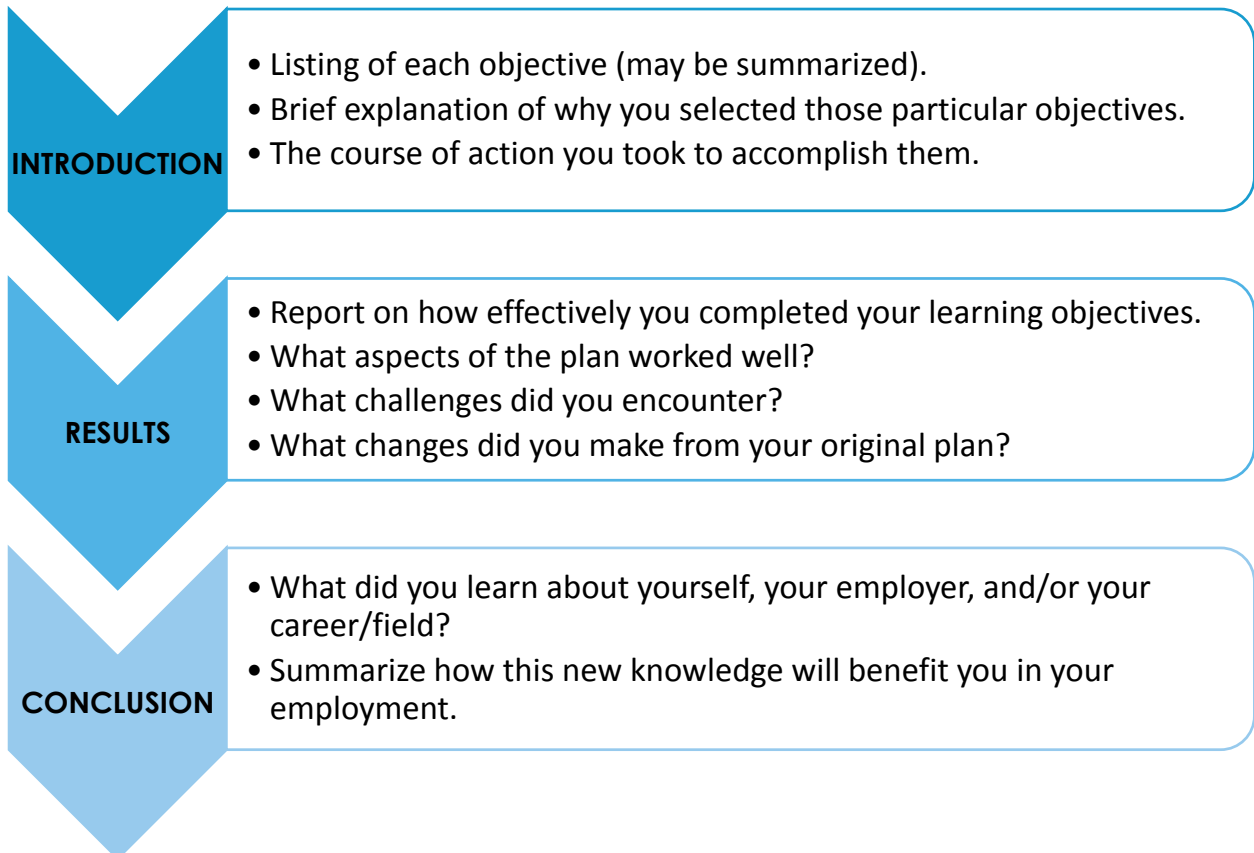 INTRODUCTION
• Listing of each objective (may be summarized).
• Brief explanation of why you selected those particular objectives.
• The course of action you took to accomplish them.
RESULTS
• Report on how effectively you completed your learning objectives.
• What aspects of the plan worked well?
• What challenges did you encounter?
• What changes did you make from your original plan?
CONCLUSION
• What did you learn about yourself, your employer, and/or your
career/field?
• Summarize how this new knowledge will benefit you in your
employment.